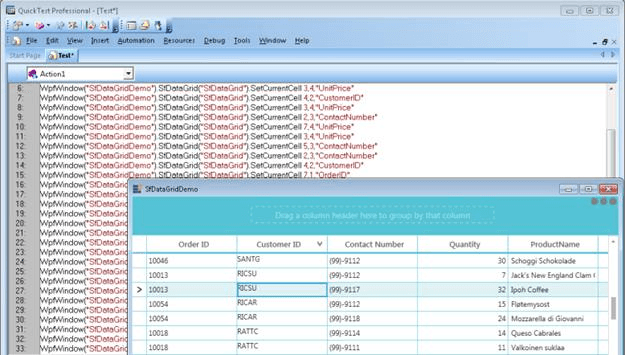 QuickTest Professional - [Test*]
File Edit View Insert Automation Resources Debug Tools Window Help
Start Page Test*
Action1
6: WpfWindow("SfDataGridDemo").SfDataGrid("SfDataGrid").SetCurrentCell 3,4,"UnitPrice"
7: WpfWindow("SfDataGridDemo").SfDataGrid("SfDataGrid").SetCurrentCell 4,2,"CustomerID"
8: WpfWindow("SfDataGridDemo").SfDataGrid("SfDataGrid").SetCurrentCell 3,4,"UnitPrice"
9: WpfWindow("SfDataGridDemo").SfDataGrid("SfDataGrid").SetCurrentCell 2,3,"ContactNumber"
10: WpfWindow("SfDataGridDemo").SfDataGrid("SfDataGrid").SetCurrentCell 7,4,"UnitPrice"
11: WpfWindow("SfDataGridDemo").SfDataGrid("SfDataGrid").SetCurrentCell 3,4,"UnitPrice"
12: WpfWindow("SfDataGridDemo").SfDataGrid("SfDataGrid").SetCurrentCell 5,3,"ContactNumber"
13: WpfWindow("SfDataGridDemo").SfDataGrid("SfDataGrid").SetCurrentCell 2,3,"ContactNumber"
14: WpfWindow("SfDataGridDemo").SfDataGrid("SfDataGrid").SetCurrentCell 4,2,"CustomerID"
15: WpfWindow("SfDataGridDemo").SfDataGrid("SfDataGrid").SetCurrentCell 7,1,"OrderID"
16: WpfWindow("SfDataGrid
17: WpfWindow("SfDataGrid
18: WpfWindow("SfDataGrid
19: WpfWindow("SfDataGrid
20: WpfWindow("SfDataGrid
21: WpfWindow("SfDataGrid
22: WpfWindow("SfDataGrid
23: WpfWindow("SfDataGrid
24: WpfWindow("SfDataGrid
25: WpfWindow("SfDataGrid
26: WpfWindow("SfDataGrid
27: WpfWindow("SfDataGrid
28: WpfWindow("SfDataGrid
29: WpfWindow("SfDataGrid
30: WpfWindow("SfDataGrid
31: WpfWindow("SfDataGrid
32: WpfWindow("SfDataGrid
33: WpfWindow("SfDataGrid
SfDataGridDemo
Drag a column header here to group by that column
Order ID Customer ID Contact Number Quantity ProductName
10046 SANTG (99)-9112 30 Schoggi Schokolade
10013 RICSU (99)-9112 7 Jack's New England Clam C
10013 RICSU (99)-9117 32 Ipoh Coffee
10054 RICAR (99)-9112 15 Fløtemysost
10054 RICAR (99)-9118 24 Mozzarella di Giovanni
10018 RATTC (99)-9114 14 Queso Cabrales
10018 RATTC (99)-9111 11 Valkoinen suklaa